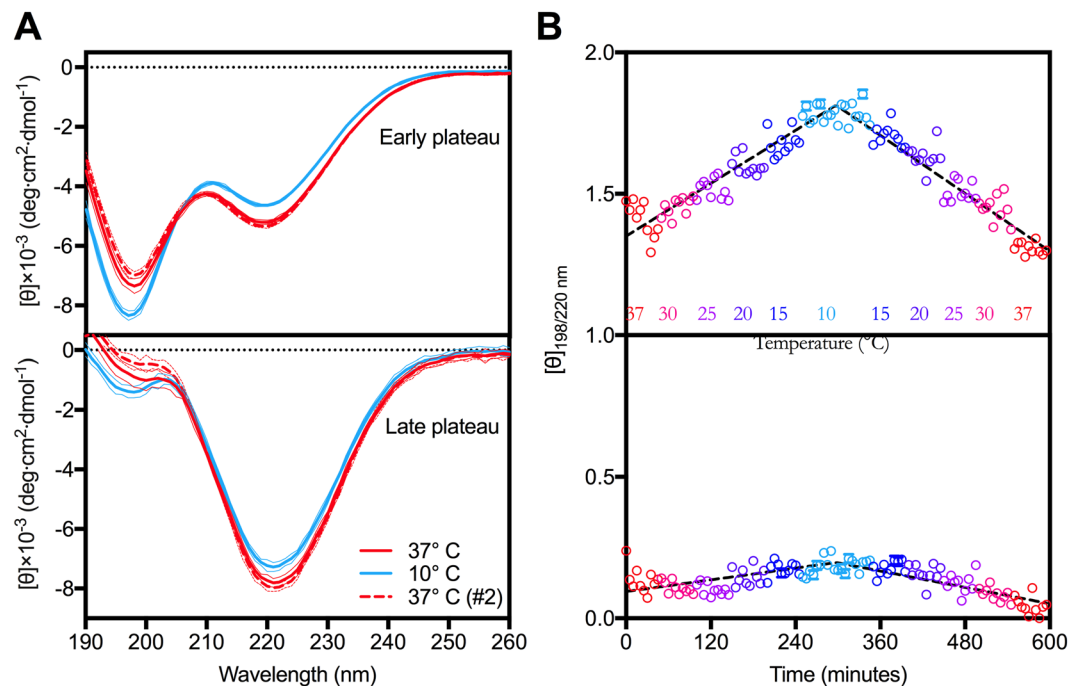 A
B
[θ]×10-3 (deg·cm2·dmol-1)
0
-2
-4
-6
-8
Early plateau
[θ]×10-3 (deg·cm2·dmol-1)
0
-2
-4
-6
-8
Late plateau
37° C
10° C
37° C (#2)
190 200 210 220 230 240 250 260
Wavelength (nm)
[θ]198/220 nm
2.0
1.5
1.0
0.5
0.0
37 30 25 20 15 10 15 20 25 30 37
Temperature (°C)
0 120 240 360 480 600
Time (minutes)